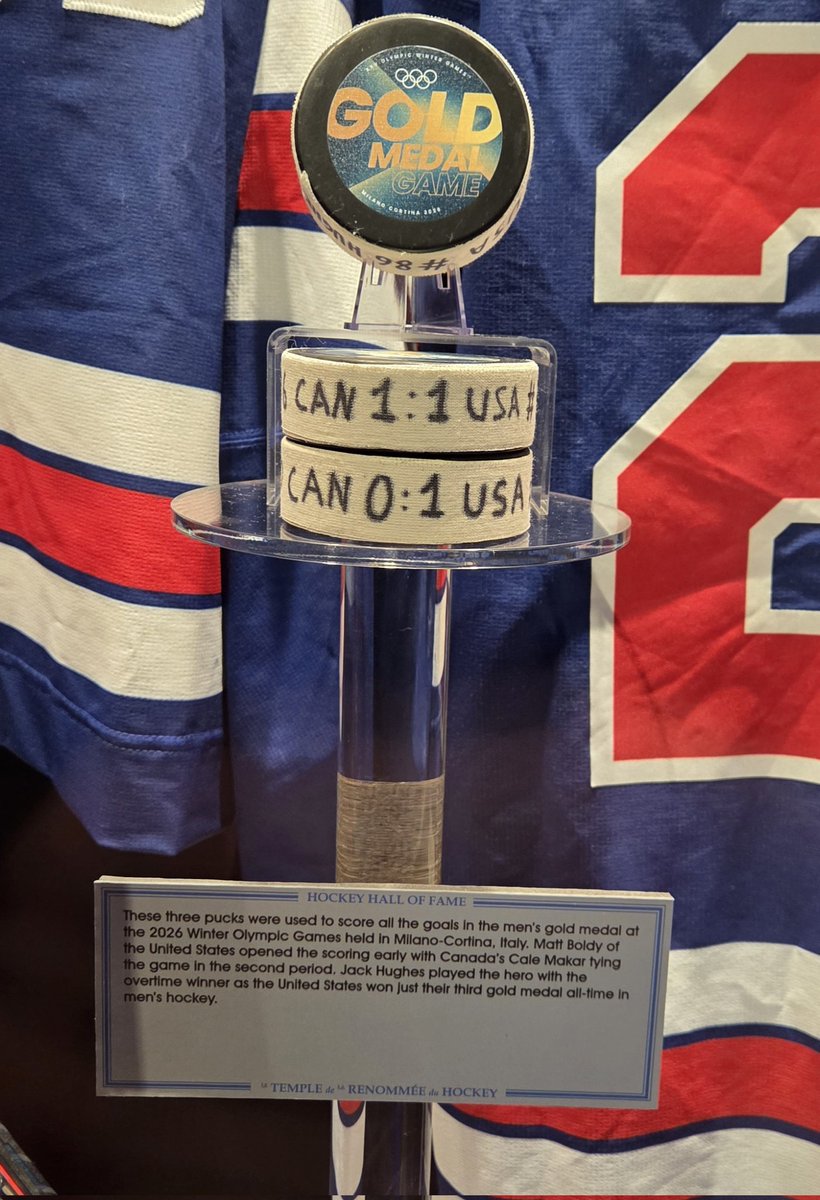 XXV OLYMPIC WINTER GAMES
GOLD
MEDAL
GAME
MILANO CORTINA 2026
#86 HUGH
CAN 1:1 USA #
CAN 0:1 USA
2
HOCKEY HALL OF FAME
These three pucks were used to score all the goals in the men's gold medal at
the 2026 Winter Olympic Games held in Milano-Cortina, Italy. Matt Boldy of
the United States opened the scoring early with Canada's Cale Makar tying
the game in the second period. Jack Hughes played the hero with the
overtime winner as the United States won just their third gold medal all-time in
men's hockey.
LE TEMPLE de LA RENOMMÉE du HOCKEY